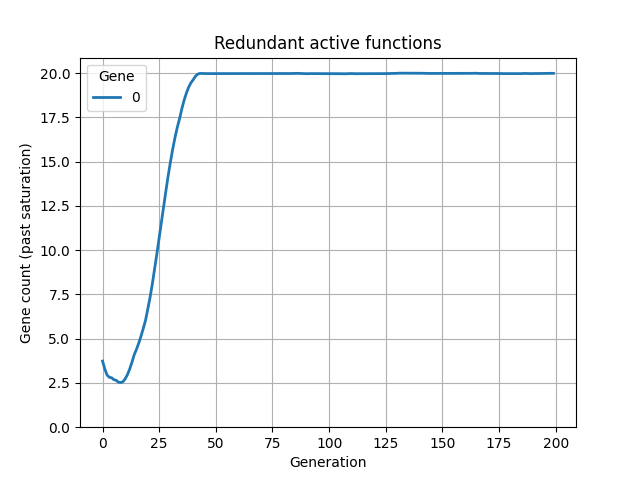 Redundant active functions
Gene
0
Gene count (past saturation)
20.0
17.5
15.0
12.5
10.0
7.5
5.0
2.5
0.0
0 25 50 75 100 125 150 175 200
Generation